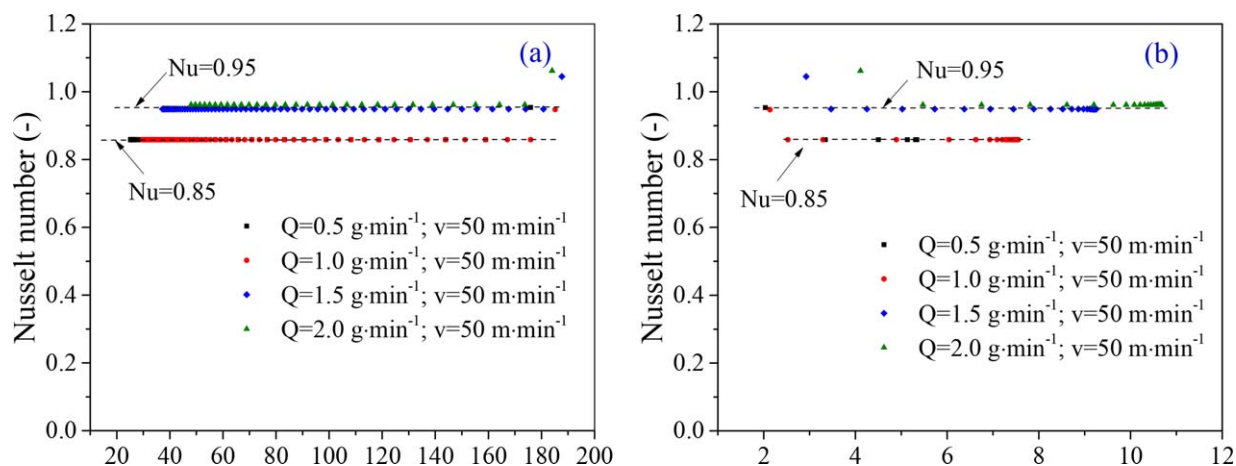 1.2
(a)
Nu=0.95
1.0
0.8
Nu=0.85
0.6
Nusselt number (-)
Q=0.5 g·min⁻¹; v=50 m·min⁻¹
Q=1.0 g·min⁻¹; v=50 m·min⁻¹
0.4
Q=1.5 g·min⁻¹; v=50 m·min⁻¹
Q=2.0 g·min⁻¹; v=50 m·min⁻¹
0.2
0.0
20 40 60 80 100 120 140 160 180 200
1.2
(b)
Nu=0.95
1.0
0.8
Nu=0.85
0.6
Nusselt number (-)
Q=0.5 g·min⁻¹; v=50 m·min⁻¹
Q=1.0 g·min⁻¹; v=50 m·min⁻¹
0.4
Q=1.5 g·min⁻¹; v=50 m·min⁻¹
Q=2.0 g·min⁻¹; v=50 m·min⁻¹
0.2
0.0
2 4 6 8 10 12